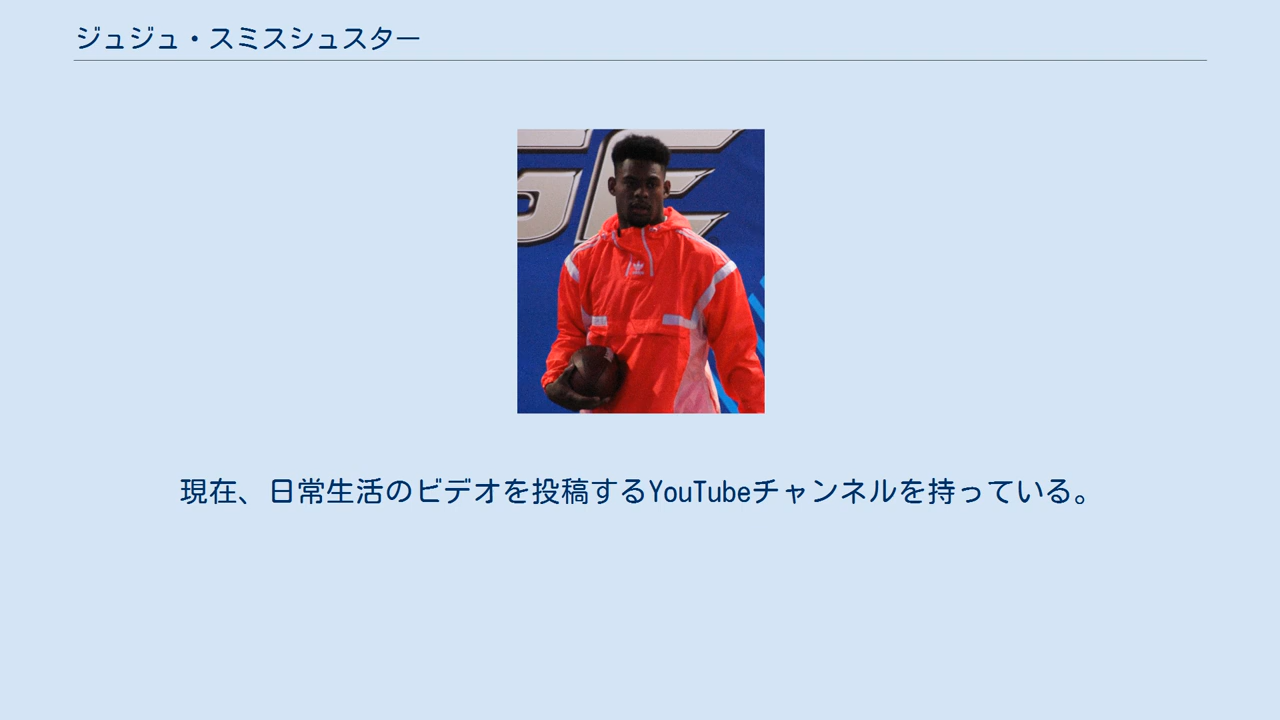 ジュジュ・スミスシュスター
現在、日常生活のビデオを投稿するYouTubeチャンネルを持っている。